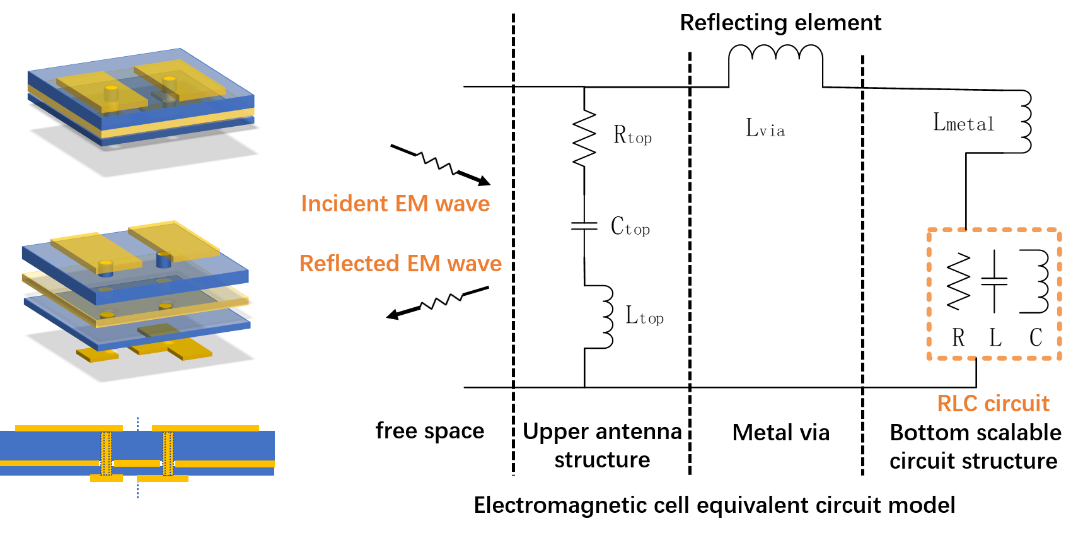 Reflecting element
Rtop
Lvia
Lmetal
Incident EM wave
Ctop
Reflected EM wave
Ltop
R L C
RLC circuit
free space
Upper antenna
structure
Metal via
Bottom scalable
circuit structure
Electromagnetic cell equivalent circuit model